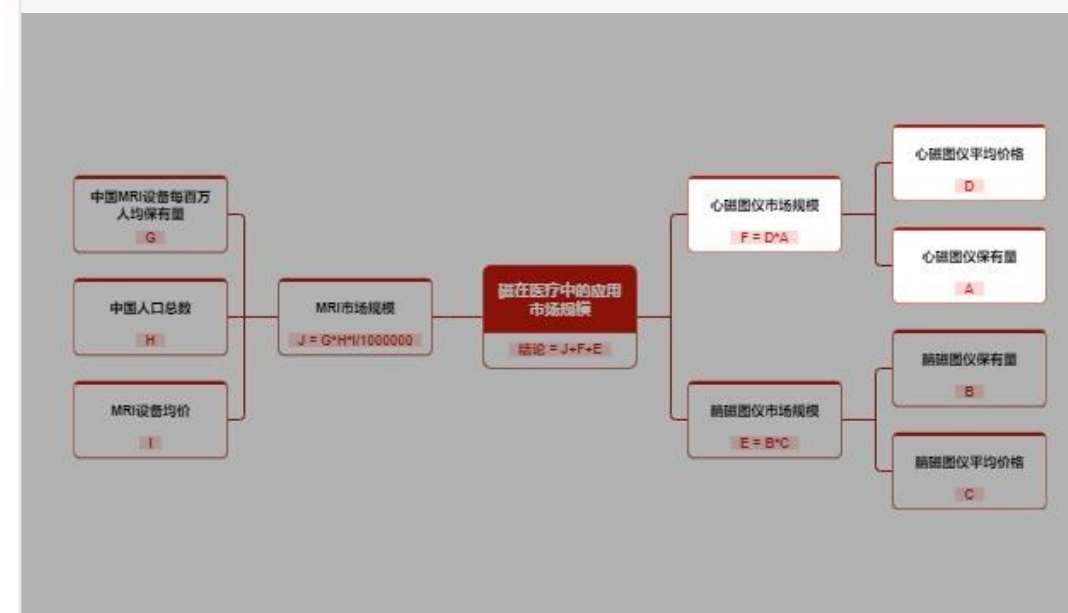 中国MRI设备每百万
人均保有量
G
中国人口总数
H
MRI设备均价
I
MRI市场规模
J = G*H*I/1000000
磁在医疗中的应用
市场规模
结论 = J+F+E
心磁图仪市场规模
F = D*A
脑磁图仪市场规模
E = B*C
心磁图仪平均价格
D
心磁图仪保有量
A
脑磁图仪保有量
B
脑磁图仪平均价格
C